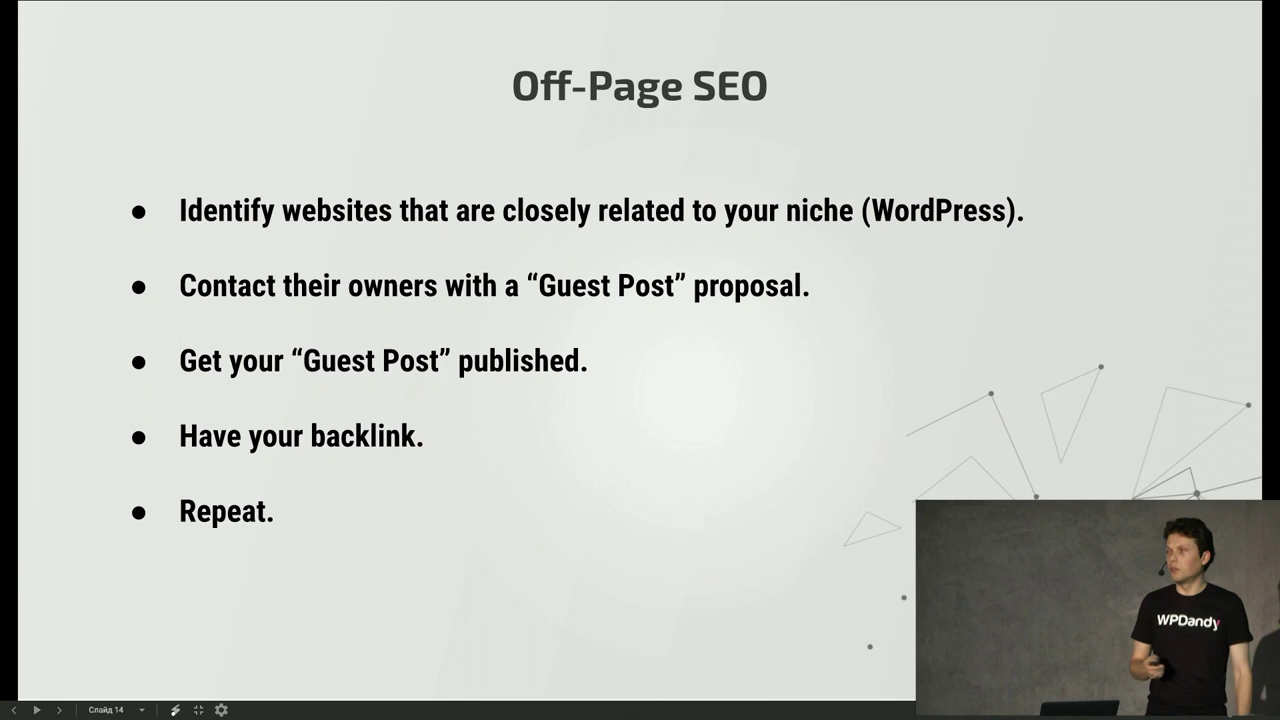 Off-Page SEO
● Identify websites that are closely related to your niche (WordPress).
● Contact their owners with a “Guest Post” proposal.
● Get your “Guest Post” published.
● Have your backlink.
● Repeat.
WPDandy
Слайд 14